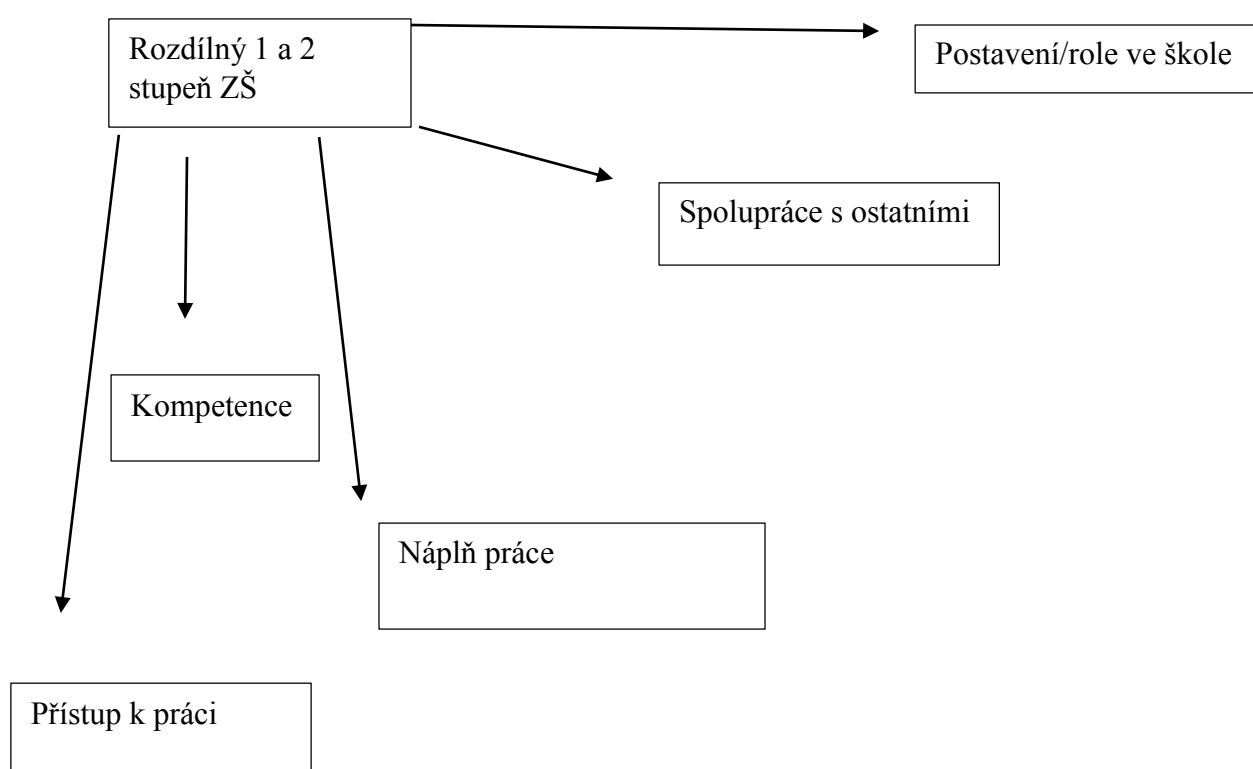 Rozdílný 1 a 2
stupeň ZŠ
Postavení/role ve škole
Spolupráce s ostatními
Kompetence
Náplň práce
Přístup k práci